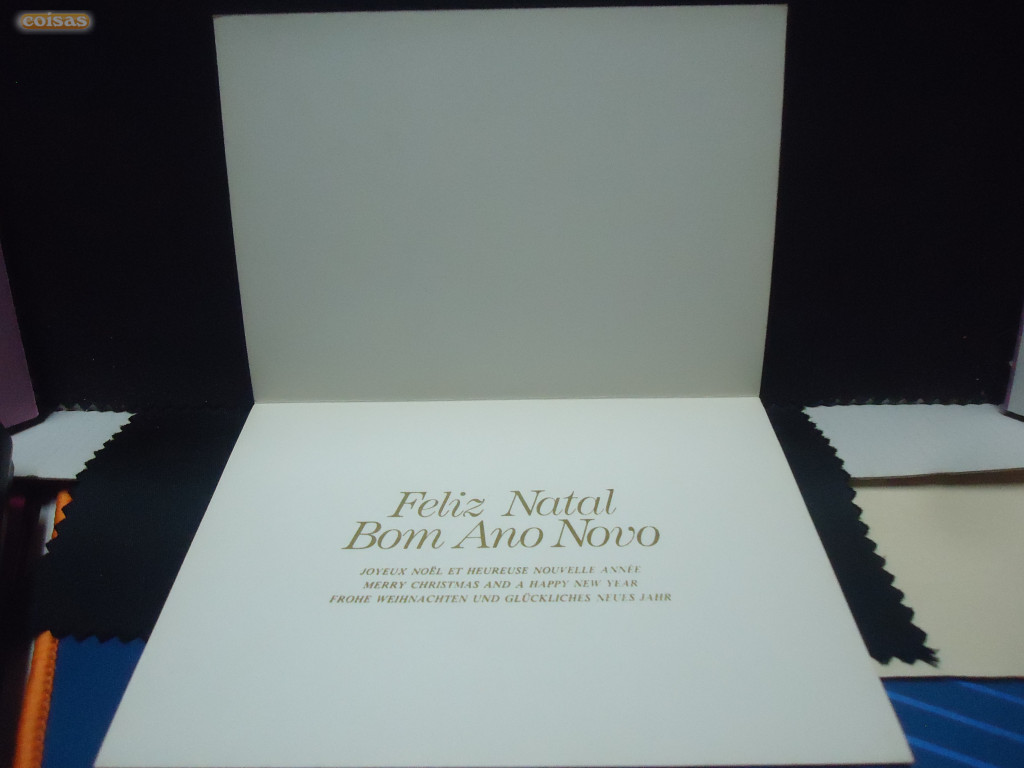 coisas
Feliz Natal
Bom Ano Novo
JOYEUX NOËL ET HEUREUSE NOUVELLE ANNÉE
MERRY CHRISTMAS AND A HAPPY NEW YEAR
FROHE WEIHNACHTEN UND GLÜCKLICHES NEUES JAHR